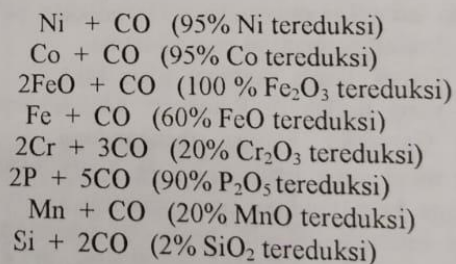 Ni + CO (95% Ni tereduksi)
Co + CO (95% Co tereduksi)
2FeO + CO (100 % Fe₂O₃ tereduksi)
Fe + CO (60% FeO tereduksi)
2Cr + 3CO (20% Cr₂O₃ tereduksi)
2P + 5CO (90% P₂O₅ tereduksi)
Mn + CO (20% MnO tereduksi)
Si + 2CO (2% SiO₂ tereduksi)